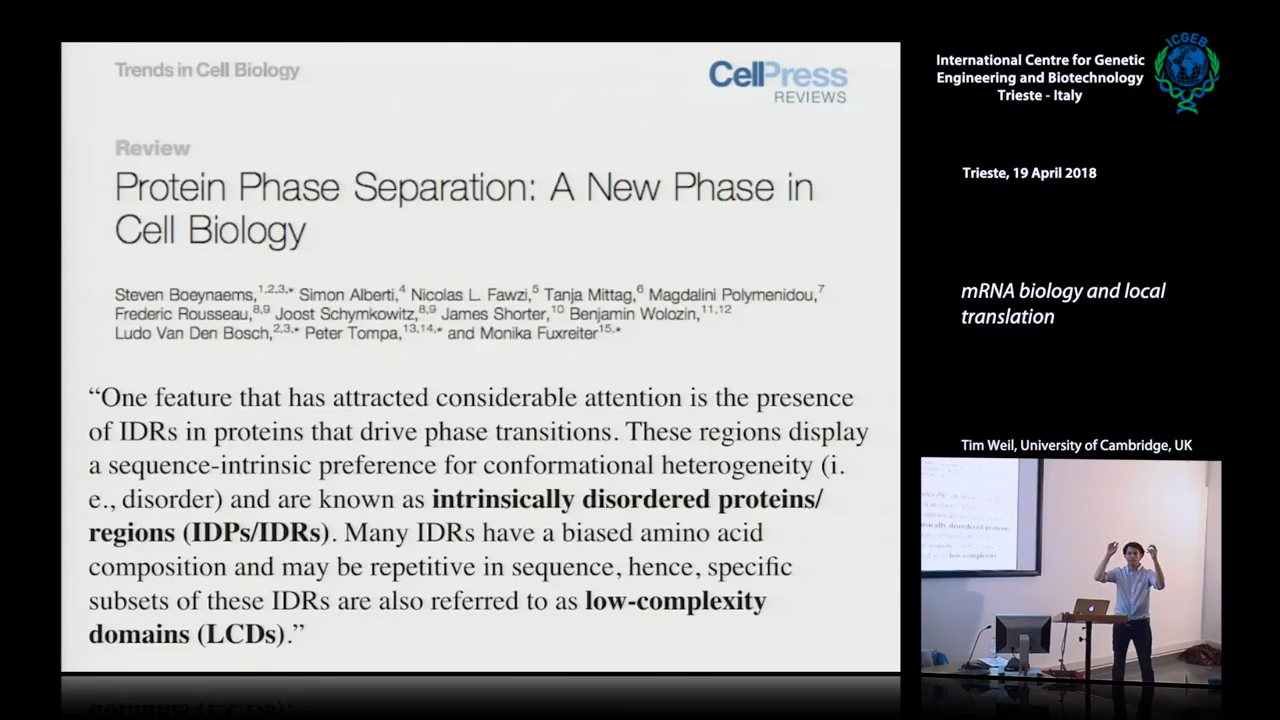 Trends in Cell Biology
CellPress
REVIEWS
Review
Protein Phase Separation: A New Phase in
Cell Biology
Steven Boeynaems,1,2,3,* Simon Alberti,4 Nicolas L. Fawzi,5 Tanja Mittag,6 Magdalini Polymenidou,7
Frederic Rousseau,8,9 Joost Schymkowitz,8,9 James Shorter,10 Benjamin Wolozin,11,12
Ludo Van Den Bosch,2,3,* Peter Tompa,13,14,* and Monika Fuxreiter15,*
“One feature that has attracted considerable attention is the presence
of IDRs in proteins that drive phase transitions. These regions display
a sequence-intrinsic preference for conformational heterogeneity (i.
e., disorder) and are known as intrinsically disordered proteins/
regions (IDPs/IDRs). Many IDRs have a biased amino acid
composition and may be repetitive in sequence, hence, specific
subsets of these IDRs are also referred to as low-complexity
domains (LCDs).”
International Centre for Genetic
Engineering and Biotechnology
Trieste - Italy
ICGEB
Trieste, 19 April 2018
mRNA biology and local
translation
Tim Weil, University of Cambridge, UK